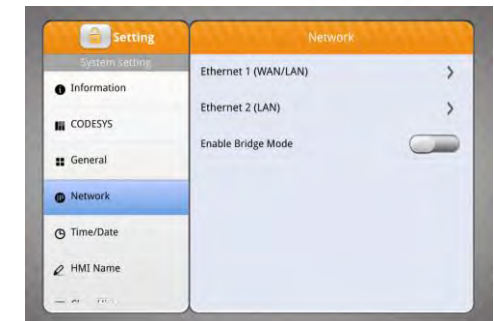 Setting
System setting
Information
CODESYS
General
Network
Time/Date
HMI Name
Network
Ethernet 1 (WAN/LAN)
Ethernet 2 (LAN)
Enable Bridge Mode